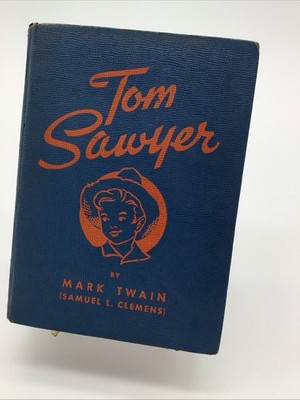 Tom
Sawyer
BY
MARK TWAIN
(SAMUEL L. CLEMENS)